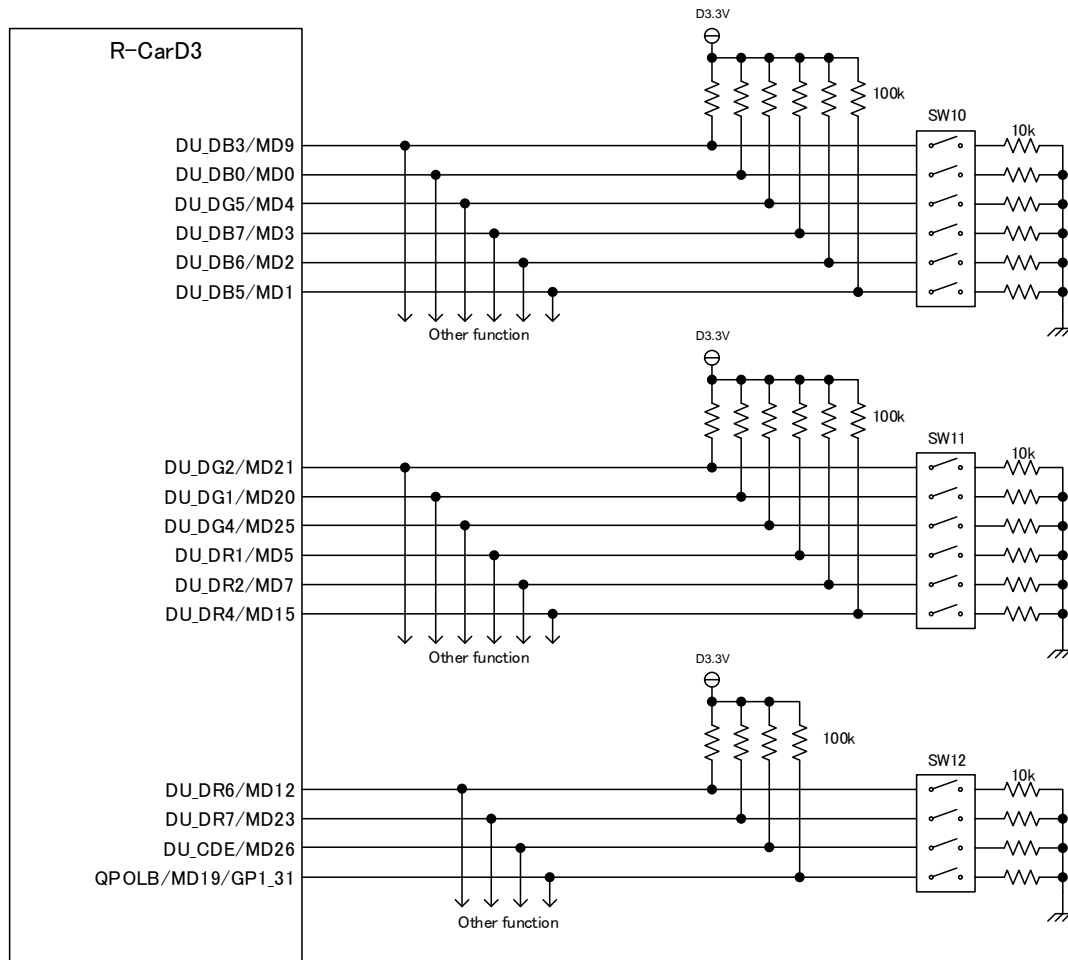 R-CarD3
D3.3V
100k
SW10
10k
DU_DB3/MD9
DU_DB0/MD0
DU_DG5/MD4
DU_DB7/MD3
DU_DB6/MD2
DU_DB5/MD1
Other function
D3.3V
100k
SW11
10k
DU_DG2/MD21
DU_DG1/MD20
DU_DG4/MD25
DU_DR1/MD5
DU_DR2/MD7
DU_DR4/MD15
Other function
D3.3V
100k
SW12
10k
DU_DR6/MD12
DU_DR7/MD23
DU_CDE/MD26
QPOLB/MD19/GP1_31
Other function